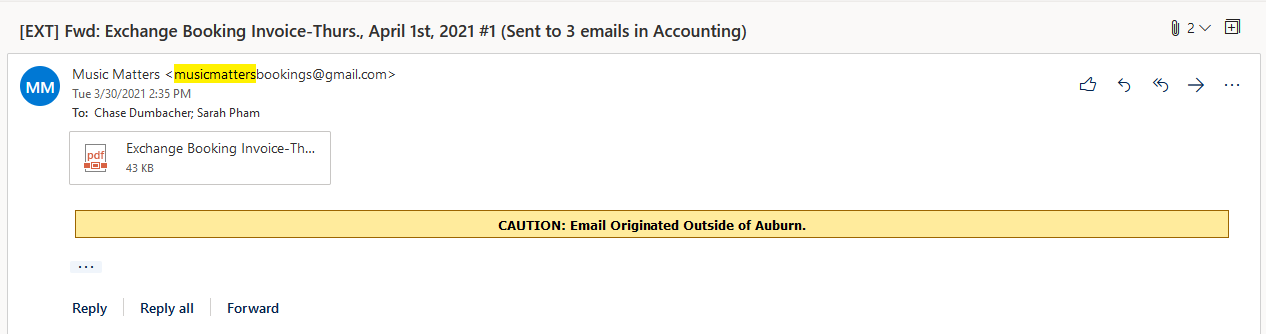 [EXT] Fwd: Exchange Booking Invoice-Thurs., April 1st, 2021 #1 (Sent to 3 emails in Accounting)
2
MM
Music Matters <musicmattersbookings@gmail.com>
Tue 3/30/2021 2:35 PM
To: Chase Dumbacher; Sarah Pham
pdf
Exchange Booking Invoice-Th...
43 KB
CAUTION: Email Originated Outside of Auburn.
...
Reply
Reply all
Forward